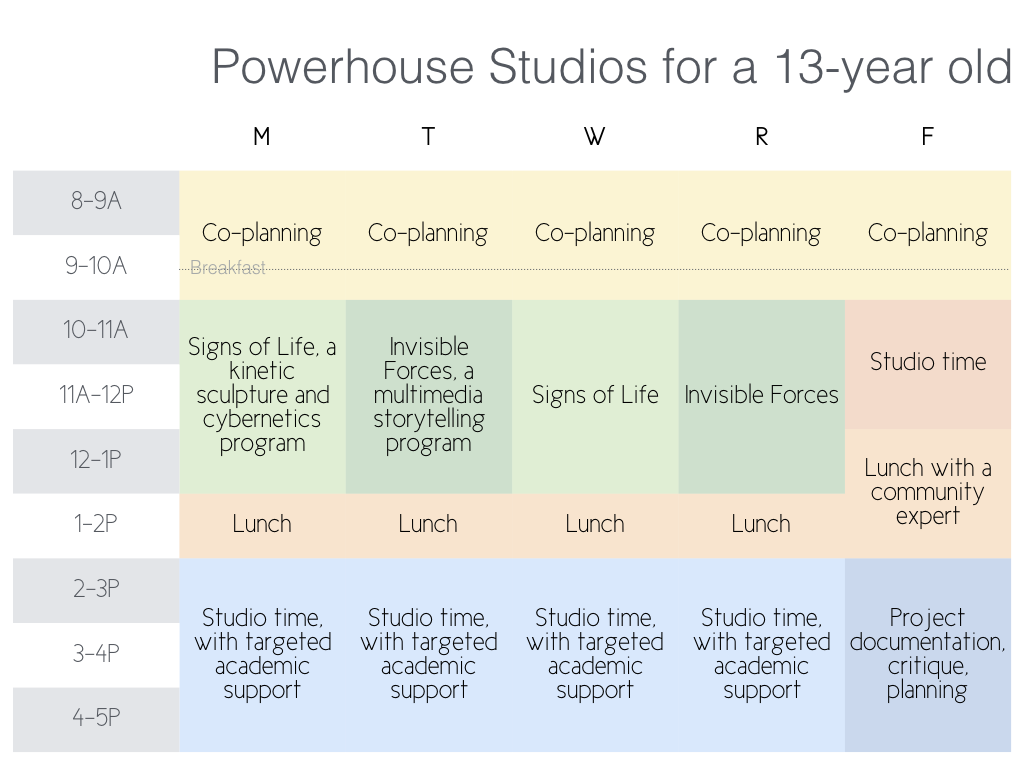 Powerhouse Studios for a 13-year old
M T W R F
8-9A
Co-planning Co-planning Co-planning Co-planning Co-planning
9-10A
Breakfast
10-11A
Signs of Life, a
kinetic
sculpture and
cybernetics
program
Invisible
Forces, a
multimedia
storytelling
program
Signs of Life
Invisible Forces
Studio time
11A-12P
12-1P
Lunch with a
community
expert
1-2P
Lunch Lunch Lunch Lunch
2-3P
Studio time,
with targeted
academic
support
Studio time,
with targeted
academic
support
Studio time,
with targeted
academic
support
Studio time,
with targeted
academic
support
Project
documentation,
critique,
planning
3-4P
4-5P